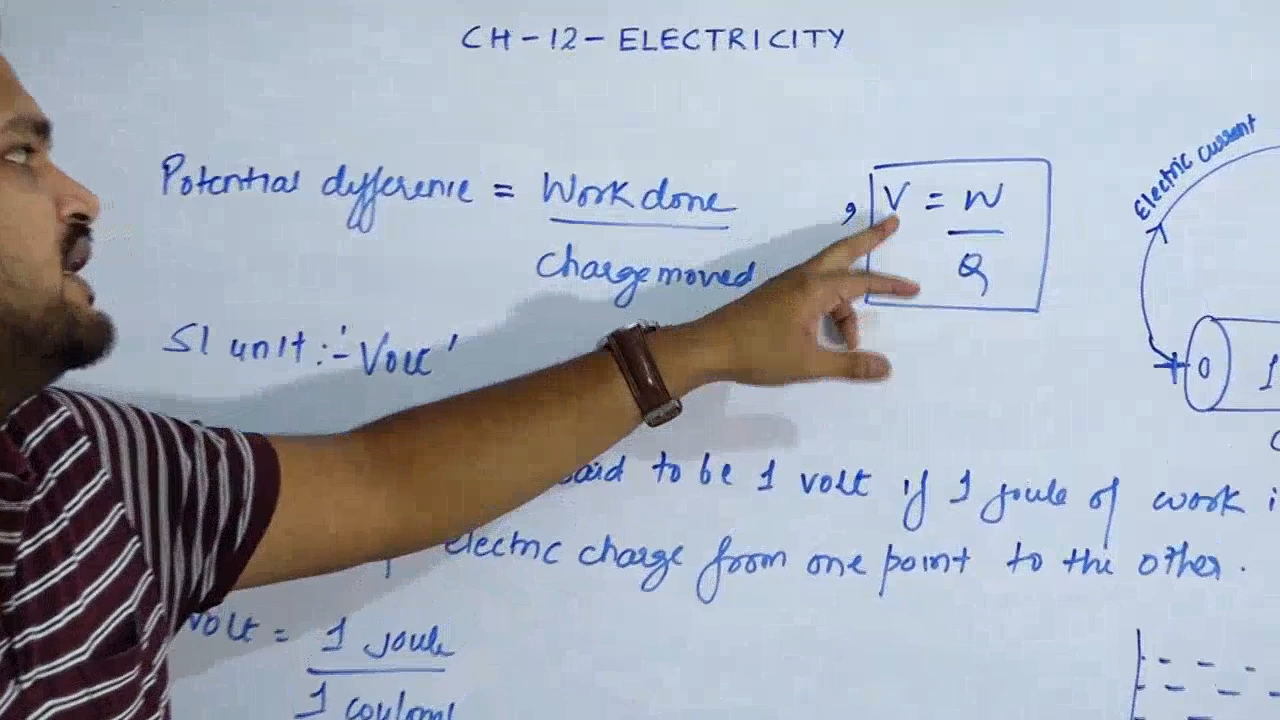 CH-12-ELECTRICITY
Potential difference = Work done , V = W
Charge moved Q
SI unit:- 'Volt'
Electric current
+ 1
said to be 1 volt if 1 joule of work
electric charge from one point to the other.
volt = 1 joule
1 coulomb